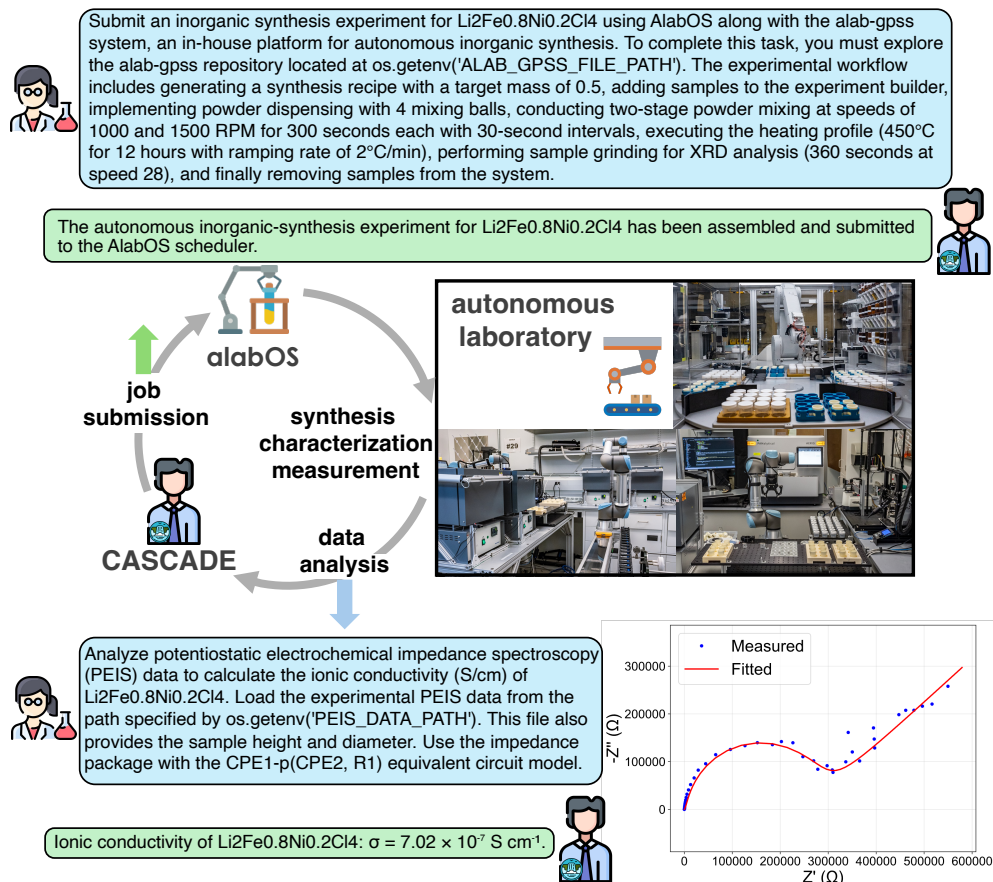 Submit an inorganic synthesis experiment for Li2Fe0.8Ni0.2Cl4 using AlabOS along with the alab-gpss
system, an in-house platform for autonomous inorganic synthesis. To complete this task, you must explore
the alab-gpss repository located at os.getenv('ALAB_GPSS_FILE_PATH'). The experimental workflow
includes generating a synthesis recipe with a target mass of 0.5, adding samples to the experiment builder,
implementing powder dispensing with 4 mixing balls, conducting two-stage powder mixing at speeds of
1000 and 1500 RPM for 300 seconds each with 30-second intervals, executing the heating profile (450°C
for 12 hours with ramping rate of 2°C/min), performing sample grinding for XRD analysis (360 seconds at
speed 28), and finally removing samples from the system.
The autonomous inorganic-synthesis experiment for Li2Fe0.8Ni0.2Cl4 has been assembled and submitted
to the AlabOS scheduler.
alabOS
job
submission
synthesis
characterization
measurement
data
analysis
CASCADE
autonomous
laboratory
#29
Analyze potentiostatic electrochemical impedance spectroscopy
(PEIS) data to calculate the ionic conductivity (S/cm) of
Li2Fe0.8Ni0.2Cl4. Load the experimental PEIS data from the
path specified by os.getenv('PEIS_DATA_PATH'). This file also
provides the sample height and diameter. Use the impedance
package with the CPE1-p(CPE2, R1) equivalent circuit model.
Ionic conductivity of Li2Fe0.8Ni0.2Cl4: σ = 7.02 × 10⁻⁷ S cm⁻¹.
Measured
Fitted
-Z'' (Ω)
300000
200000
100000
0
0 100000 200000 300000 400000 500000 600000
Z' (Ω)